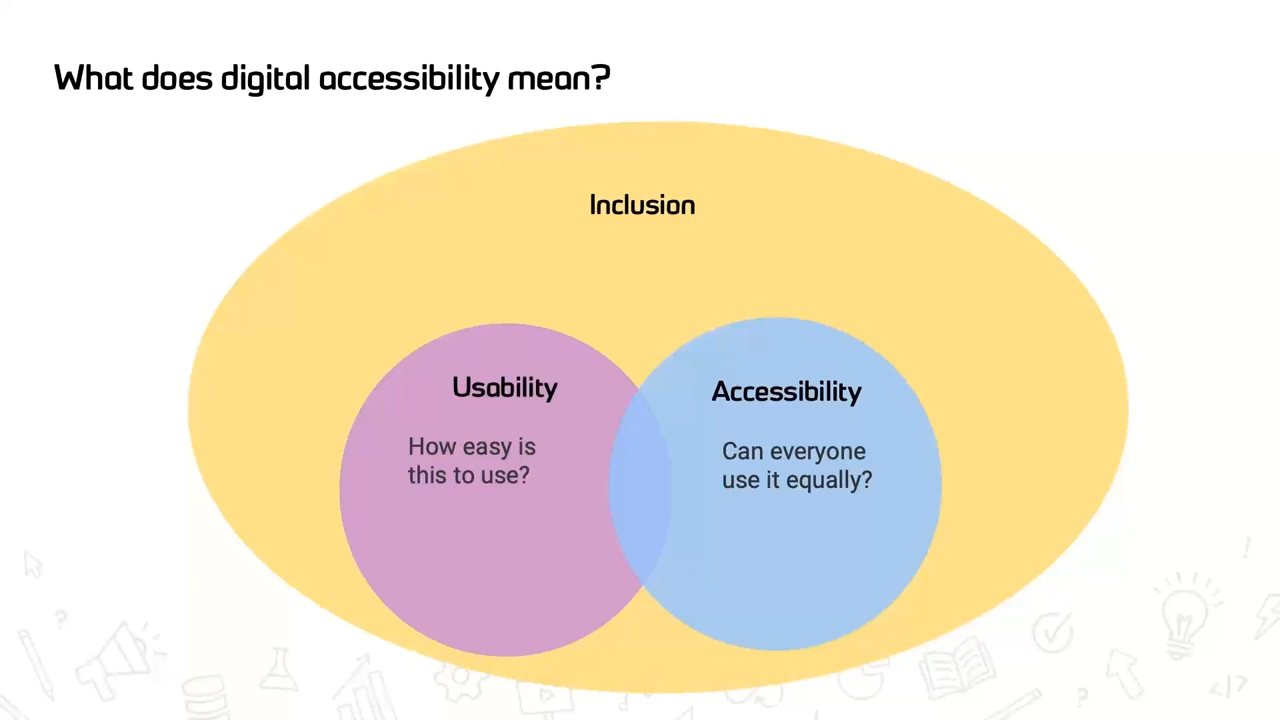 What does digital accessibility mean?
Inclusion
Usability
How easy is
this to use?
Accessibility
Can everyone
use it equally?